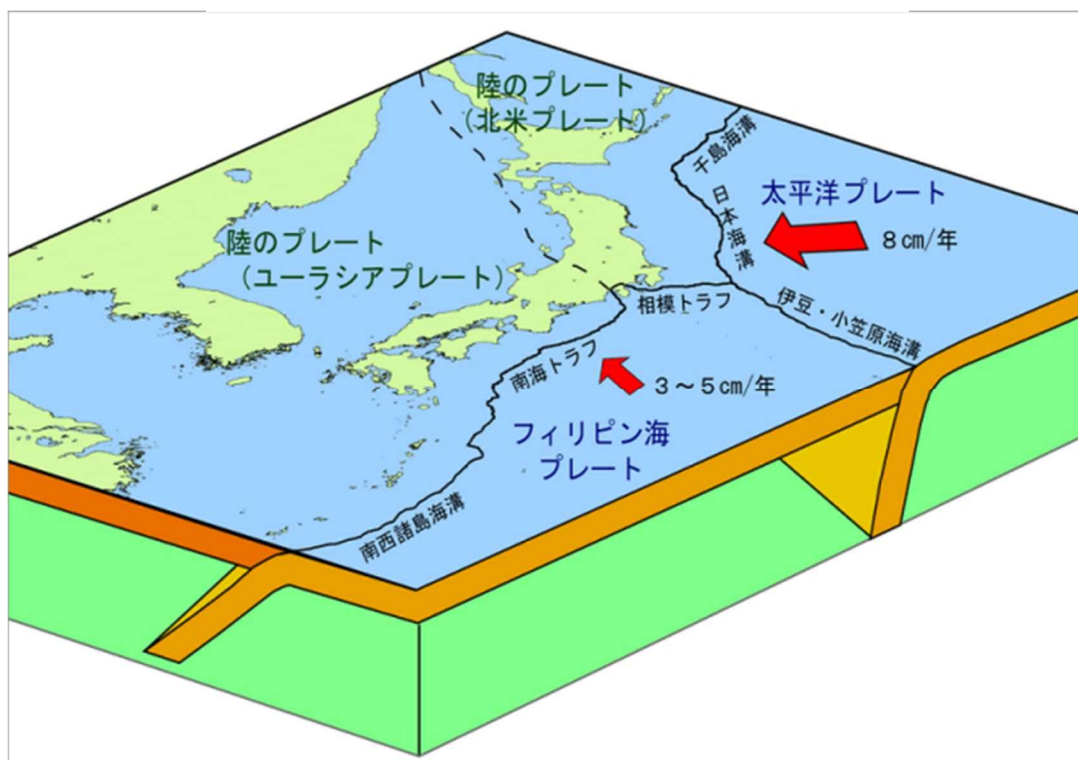 陸のプレート
(北米プレート)
千島海溝
太平洋プレート
日本海溝
8cm/年
陸のプレート
(ユーラシアプレート)
相模トラフ
伊豆・小笠原海溝
南海トラフ
3～5cm/年
フィリピン海
プレート
南西諸島海溝